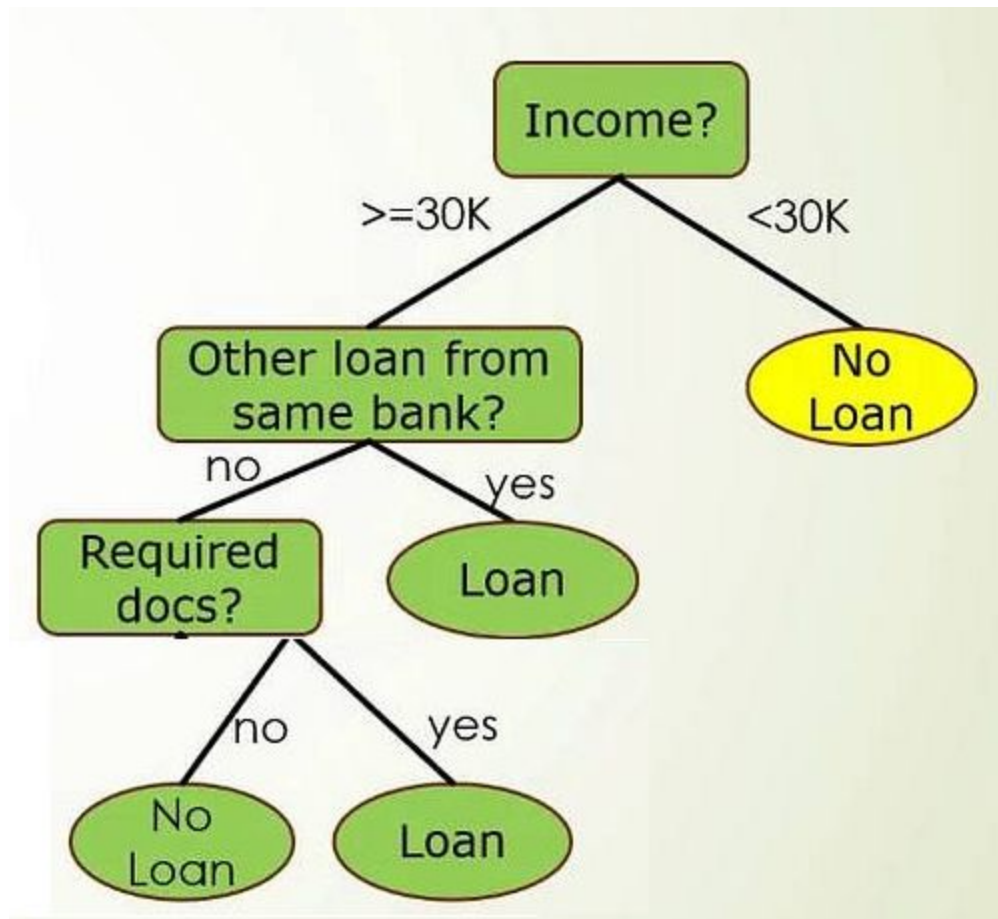 Income?
>=30K
<30K
Other loan from
same bank?
No
Loan
no
yes
Required
docs?
Loan
no
yes
No
Loan
Loan